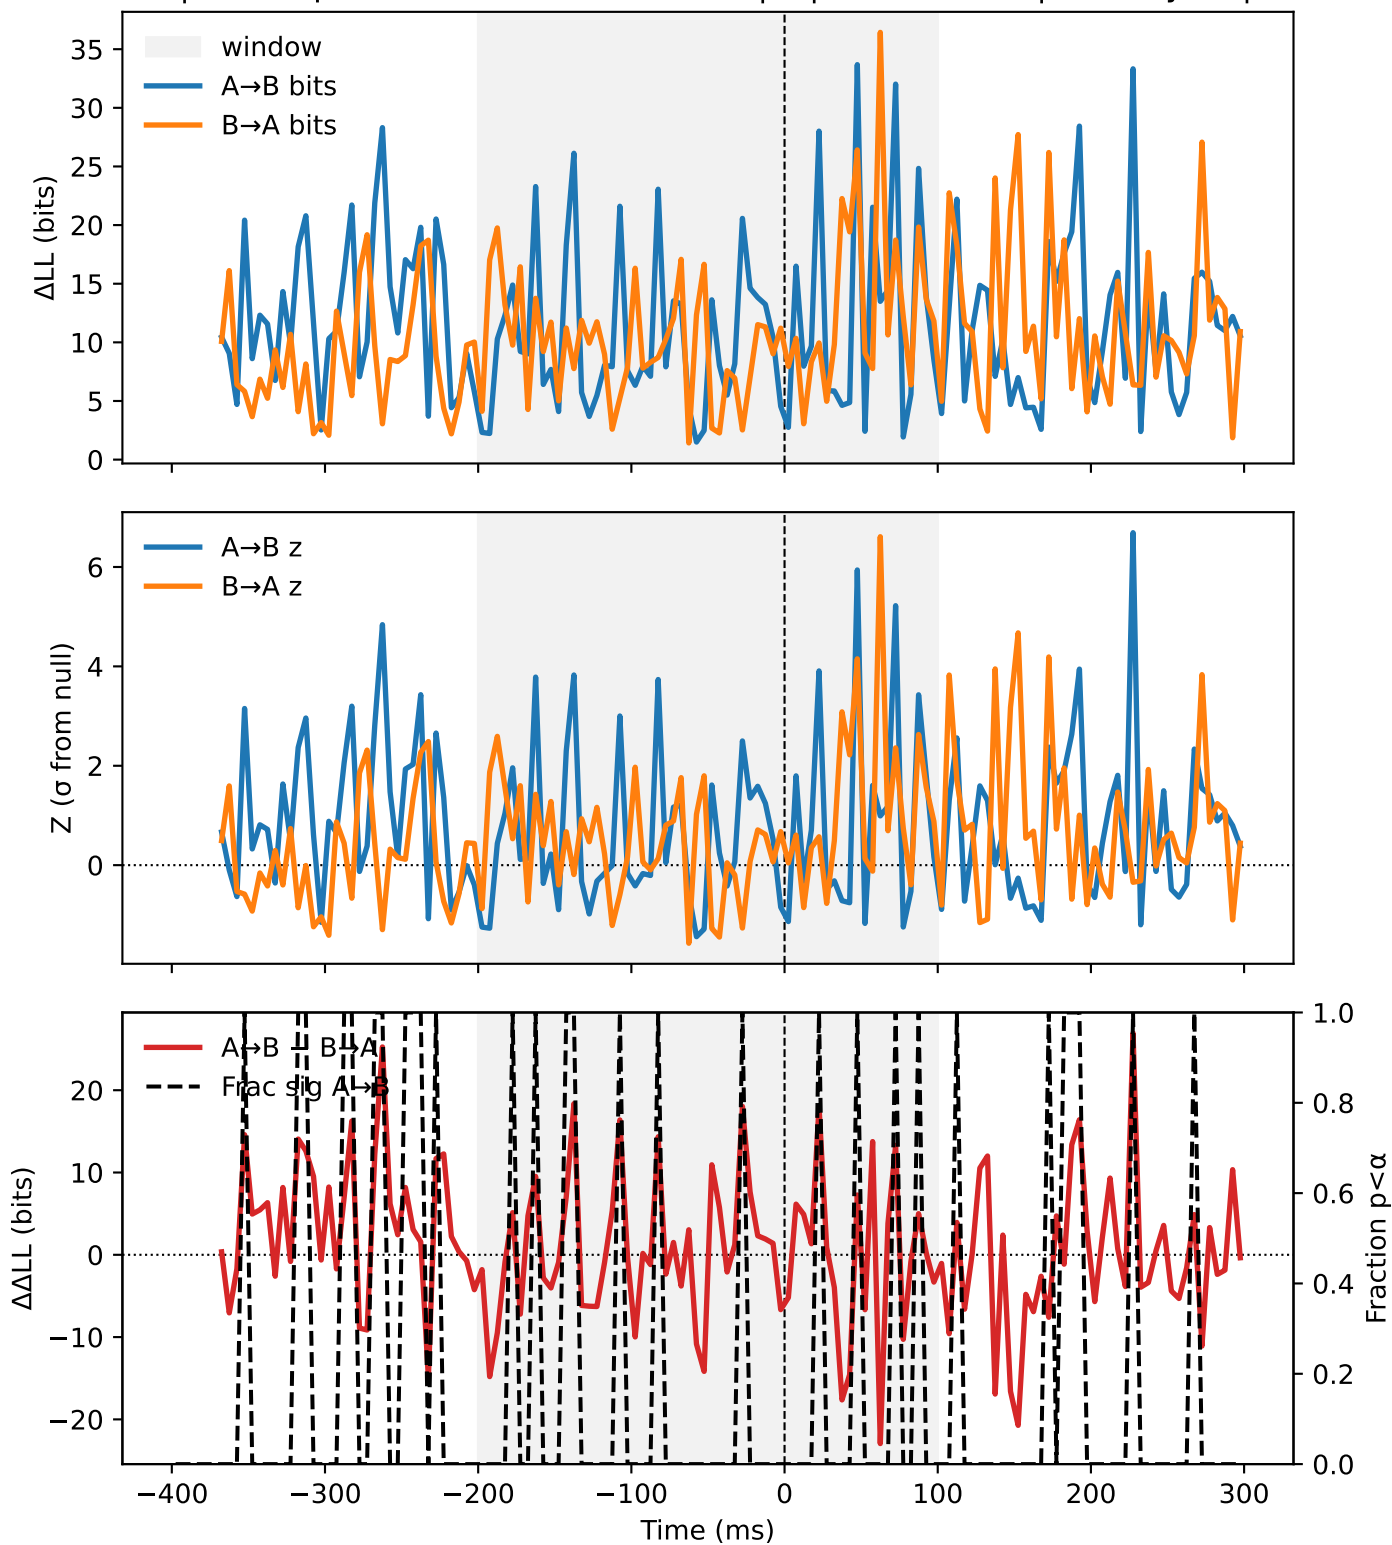 window
A→B bits
B→A bits
ΔLL (bits)
35
30
25
20
15
10
5
0
A→B z
B→A z
Z (σ from null)
6
4
2
0
A→B − B→A
Frac sig A→B
ΔΔLL (bits)
20
10
0
−10
−20
1.0
0.8
0.6
0.4
0.2
0.0
Fraction p<α
−400 −300 −200 −100 0 100 200 300
Time (ms)